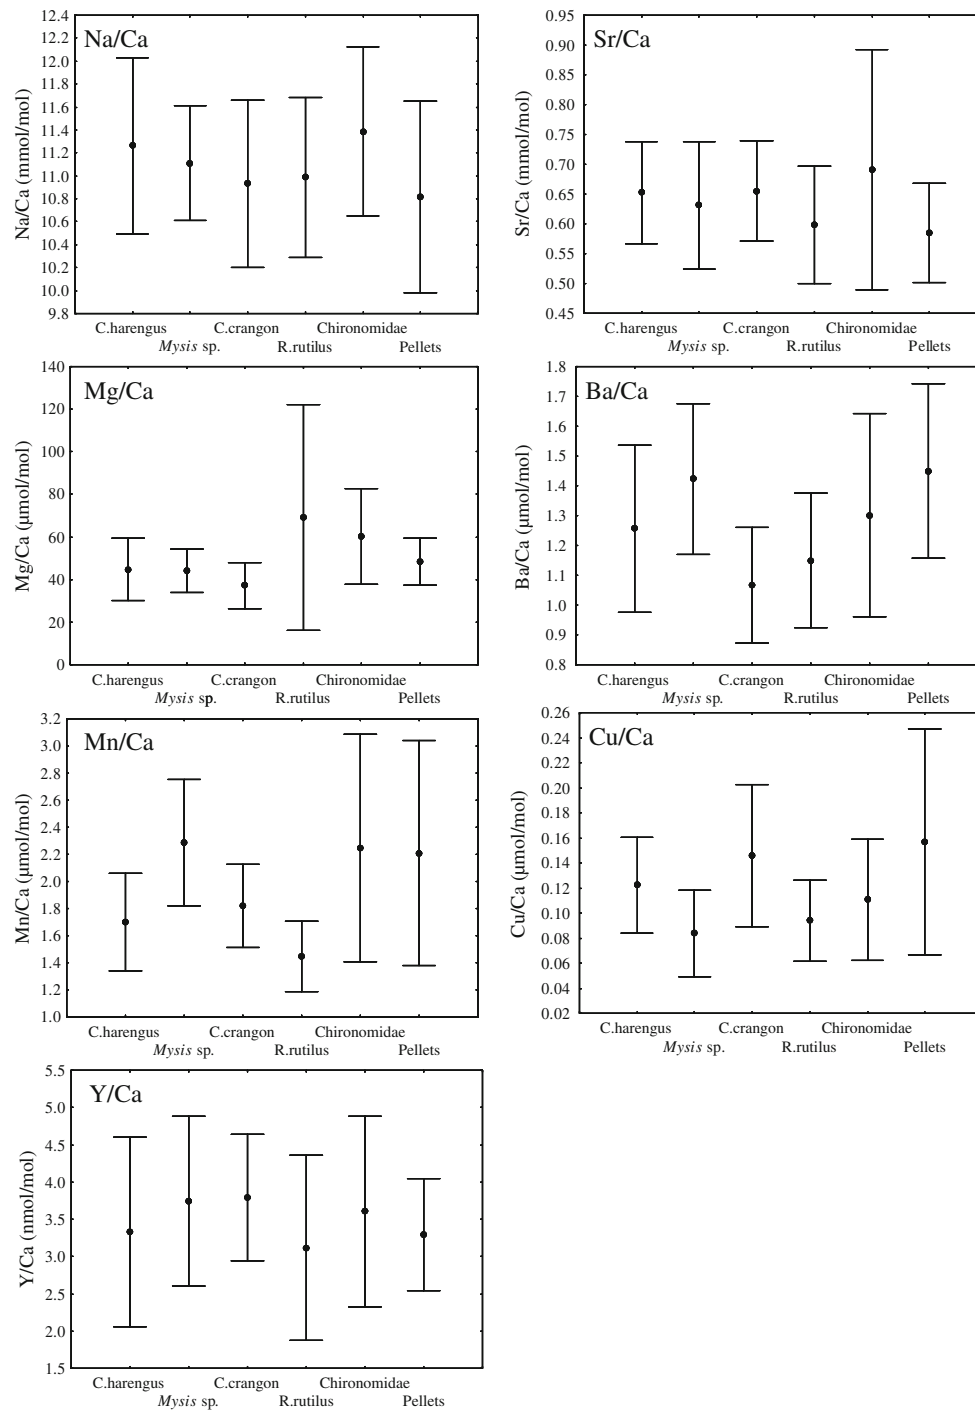 Na/Ca
Na/Ca (mmol/mol)
12.4
12.2
12.0
11.8
11.6
11.4
11.2
11.0
10.8
10.6
10.4
10.2
10.0
9.8
C.harengus C.crangon Chironomidae
Mysis sp. R.rutilus Pellets
Sr/Ca
Sr/Ca (mmol/mol)
0.95
0.90
0.85
0.80
0.75
0.70
0.65
0.60
0.55
0.50
0.45
C.harengus C.crangon Chironomidae
Mysis sp. R.rutilus Pellets
Mg/Ca
Mg/Ca (µmol/mol)
140
120
100
80
60
40
20
0
C.harengus C.crangon Chironomidae
Mysis sp. R.rutilus Pellets
Ba/Ca
Ba/Ca (µmol/mol)
1.8
1.7
1.6
1.5
1.4
1.3
1.2
1.1
1.0
0.9
0.8
C.harengus C.crangon Chironomidae
Mysis sp. R.rutilus Pellets
Mn/Ca
Mn/Ca (µmol/mol)
3.2
3.0
2.8
2.6
2.4
2.2
2.0
1.8
1.6
1.4
1.2
1.0
C.harengus C.crangon Chironomidae
Mysis sp. R.rutilus Pellets
Cu/Ca
Cu/Ca (µmol/mol)
0.26
0.24
0.22
0.20
0.18
0.16
0.14
0.12
0.10
0.08
0.06
0.04
0.02
C.harengus C.crangon Chironomidae
Mysis sp. R.rutilus Pellets
Y/Ca
Y/Ca (nmol/mol)
5.5
5.0
4.5
4.0
3.5
3.0
2.5
2.0
1.5
C.harengus C.crangon Chironomidae
Mysis sp. R.rutilus Pellets